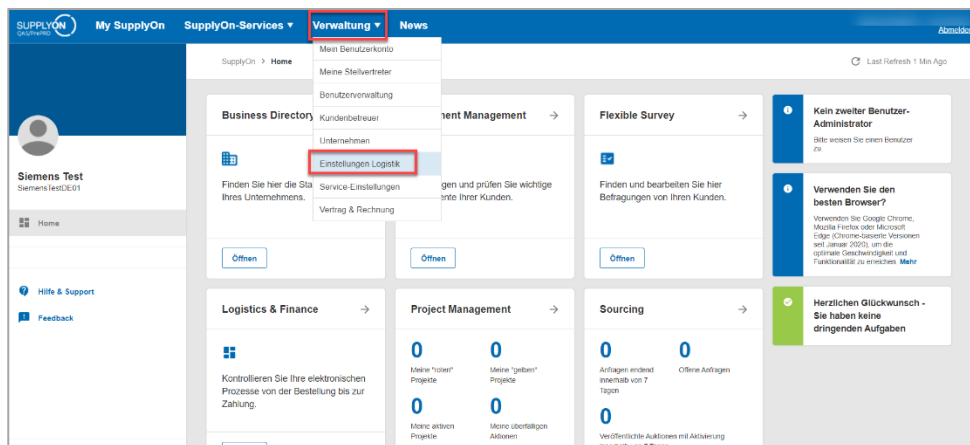 SUPPLYON
QAS/PrePRO
My SupplyOn
SupplyOn-Services ▾
Verwaltung ▾
News
Abmelden
SupplyOn > Home
Last Refresh 1 Min Ago
Mein Benutzerkonto
Meine Stellvertreter
Benutzerverwaltung
Kundenbetreuer
Unternehmen
Einstellungen Logistik
Service-Einstellungen
Vertrag & Rechnung
Siemens Test
SiemensTestDE01
Home
Hilfe & Support
Feedback
Business Directory
Finden Sie hier die Sta
Ihres Unternehmens.
Öffnen
ment Management →
gen und prüfen Sie wichtige
nte Ihrer Kunden.
Öffnen
Flexible Survey →
Finden und bearbeiten Sie hier
Befragungen von Ihren Kunden.
Öffnen
Kein zweiter Benutzer-
Administrator
Bitte weisen Sie einen Benutzer
zu
Verwenden Sie den
besten Browser?
Verwenden Sie Google Chrome,
Mozilla Firefox oder Microsoft
Edge (Chrome-basierte Versionen
seit Januar 2020), um die
optimale Geschwindigkeit und
Funktionalität zu erreichen. Mehr
Herzlichen Glückwunsch -
Sie haben keine
dringenden Aufgaben
Logistics & Finance →
Kontrollieren Sie Ihre elektronischen
Prozesse von der Bestellung bis zur
Zahlung.
Project Management →
0
Meine "roten"
Projekte
0
Meine "gelben"
Projekte
0
Meine aktiven
Projekte
0
Meine überfälligen
Aktionen
Sourcing →
0
Anfragen endend
innerhalb von 7
Tagen
0
Offene Anfragen
0
Veröffentlichte Auktionen mit Aktivierung